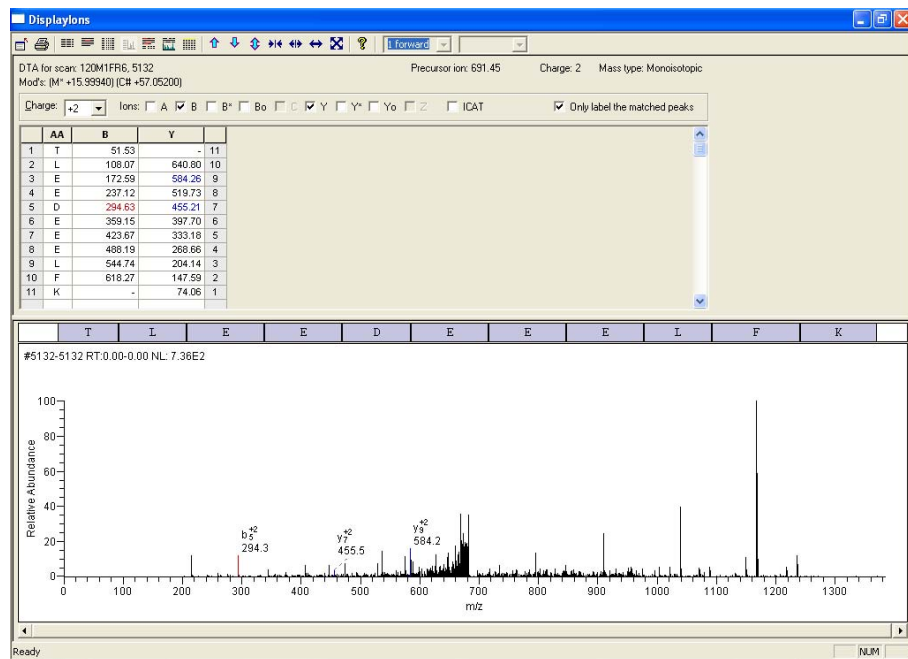 DisplayIons
1 forward
DTA for scan: 120M1FR6, 5132 Precursor ion: 691.45 Charge: 2 Mass type: Monoisotopic
Mod's: (M* +15.99940) (C# +57.05200)
Charge: +2 Ions: A B B* Bo C Y Y* Yo Z ICAT Only label the matched peaks
AA B Y
1 T 51.53 - 11
2 L 108.07 640.80 10
3 E 172.59 584.26 9
4 E 237.12 519.73 8
5 D 294.63 455.21 7
6 E 359.15 397.70 6
7 E 423.67 333.18 5
8 E 488.19 268.66 4
9 L 544.74 204.14 3
10 F 618.27 147.59 2
11 K - 74.06 1
T L E E D E E E L F K
#5132-5132 RT:0.00-0.00 NL: 7.36E2
100
80
60
40
20
0
Relative Abundance
b5+2
294.3
y7+2
455.5
y9+2
584.2
0 100 200 300 400 500 600 700 800 900 1000 1100 1200 1300
m/z
Ready NUM